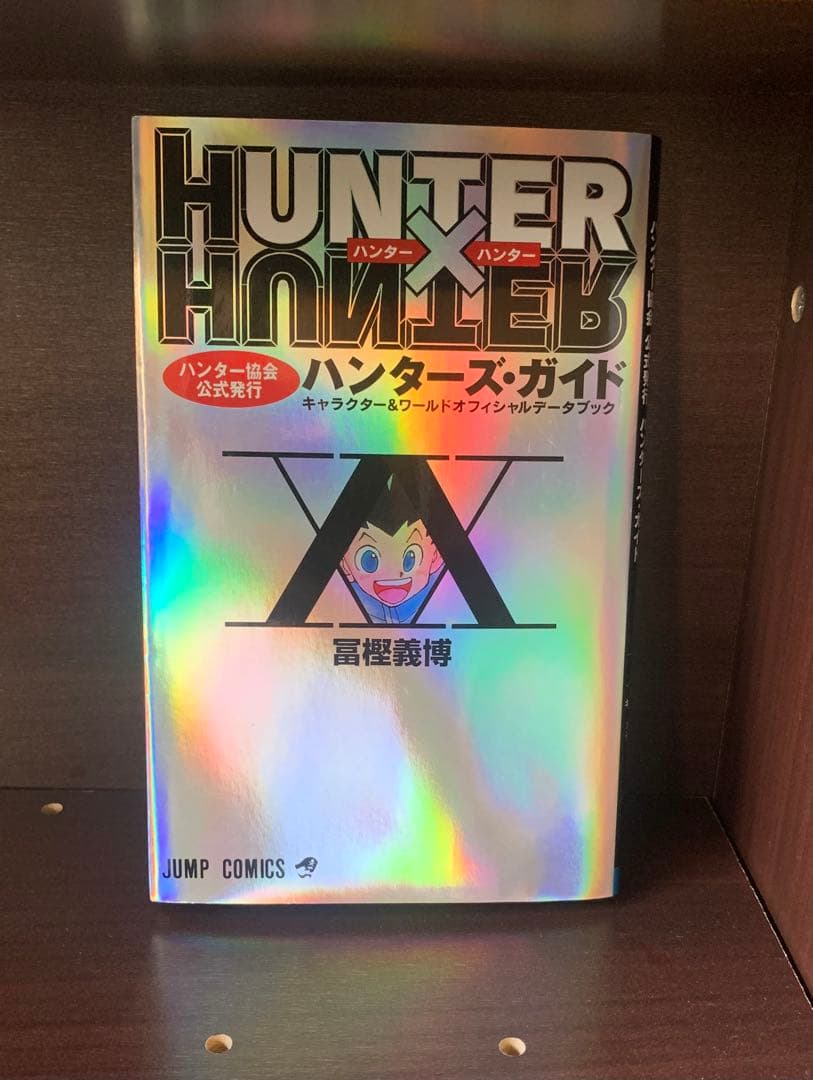 HUNTER
ハンター×ハンター
HUNTER
ハンター協会
公式発行
ハンターズ・ガイド
キャラクター&ワールドオフィシャルデータブック
冨樫義博
JUMP COMICS